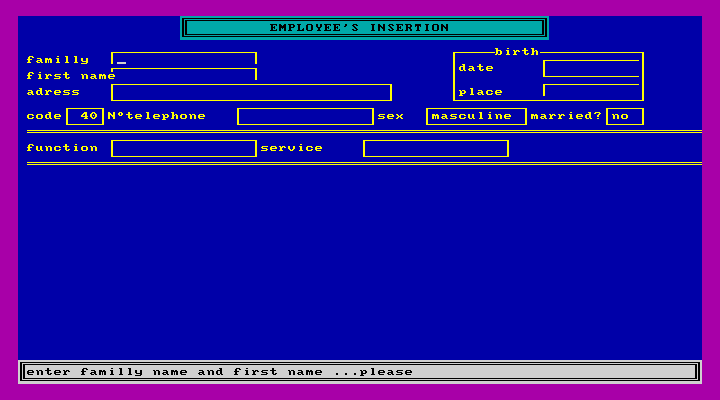 EMPLOYEE'S INSERTION
familly
birth
first name
date
adress
place
code 40 N°telephone sex masculine married? no
function service
enter familly name and first name ...please